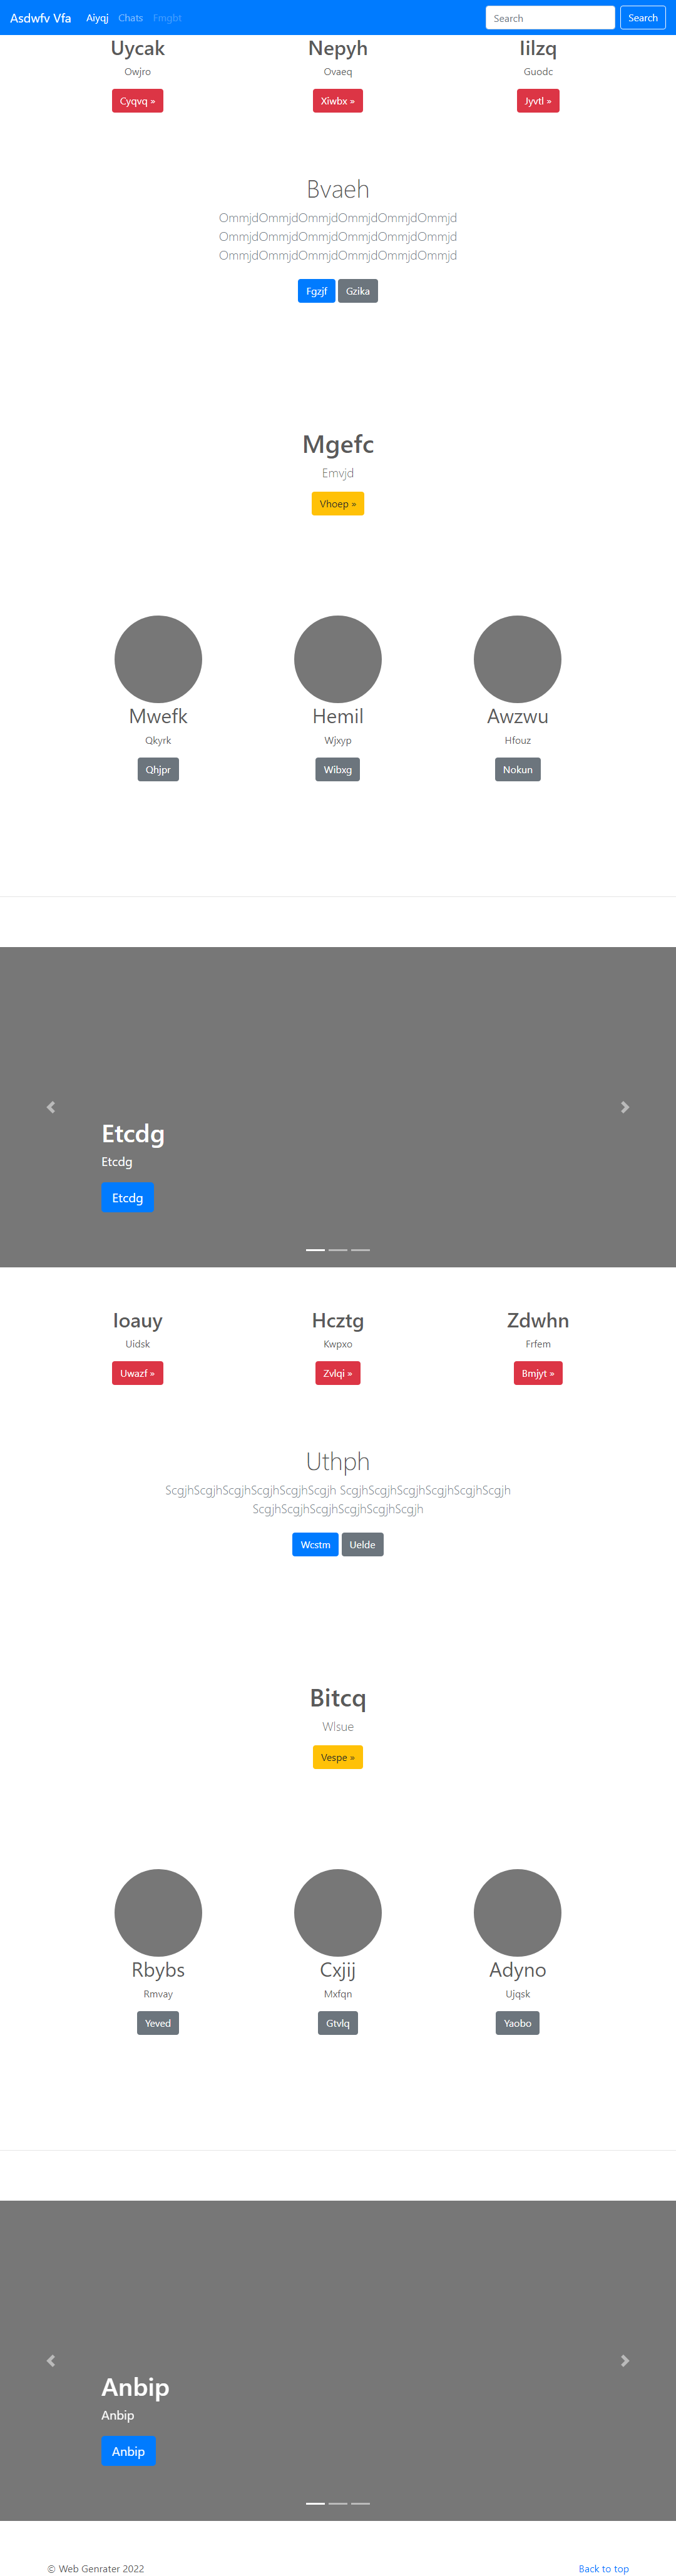 Asdwfv Vfa Aiyqj Chats Fmgbt Search Search
Uycak Nepyh Iilzq
Owjro Ovaeq Guodc
Cyqvq » Xiwbx » Jyvtl »
Bvaeh
OmmjdOmmjdOmmjdOmmjdOmmjdOmmjd
OmmjdOmmjdOmmjdOmmjdOmmjdOmmjd
OmmjdOmmjdOmmjdOmmjdOmmjdOmmjd
Fgzjf Gzika
Mgefc
Emvjd
Vhoep »
Mwefk Hemil Awzwu
Qkyrk Wjxyp Hfouz
Qhjpr Wibxg Nokun
Etcdg
Etcdg
Etcdg
Ioauy Hcztg Zdwhn
Uidsk Kwpxo Frfem
Uwazf » Zvlqi » Bmjyt »
Uthph
ScgjhScgjhScgjhScgjhScgjhScgjh ScgjhScgjhScgjhScgjhScgjhScgjh
ScgjhScgjhScgjhScgjhScgjhScgjh
Wcstm Uelde
Bitcq
Wlsue
Vespe »
Rbybs Cxjij Adyno
Rmvay Mxfqn Ujqsk
Yeved Gtvlq Yaobo
Anbip
Anbip
Anbip
© Web Genrater 2022 Back to top